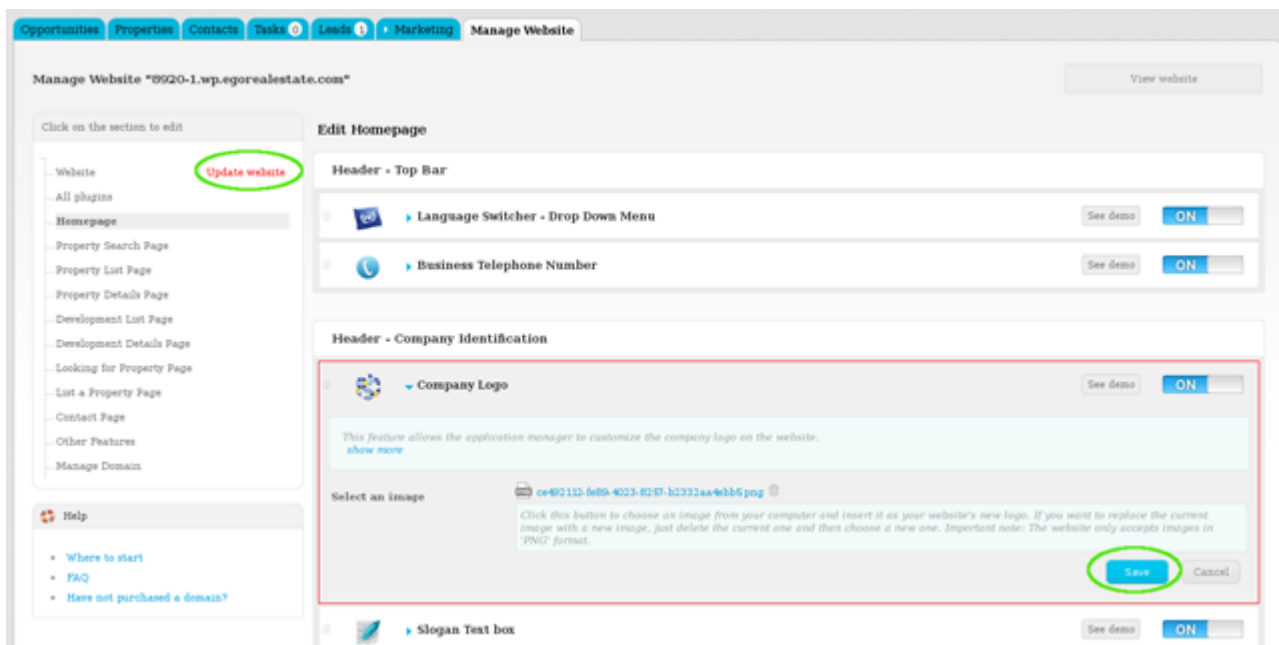 Opportunities Properties Contacts Tasks 0 Leads 1 Marketing Manage Website
Manage Website "8920-1.wp.egorealestate.com"
View website
Click on the section to edit
Website Update website
All plugins
Homepage
Property Search Page
Property List Page
Property Details Page
Development List Page
Development Details Page
Looking for Property Page
List a Property Page
Contact Page
Other Features
Manage Domain
Help
Where to start
FAQ
Have not purchased a domain?
Edit Homepage
Header - Top Bar
Language Switcher - Drop Down Menu See demo ON
Business Telephone Number See demo ON
Header - Company Identification
Company Logo See demo ON
This feature allows the application manager to customize the company logo on the website.
show more
Select an image
Click this button to choose an image from your computer and insert it as your website's new logo. If you want to replace the current
image with a new image, just delete the current one and then choose a new one. Important note: The website only accepts images in
'PNG' format.
Save Cancel
Slogan Text box See demo ON